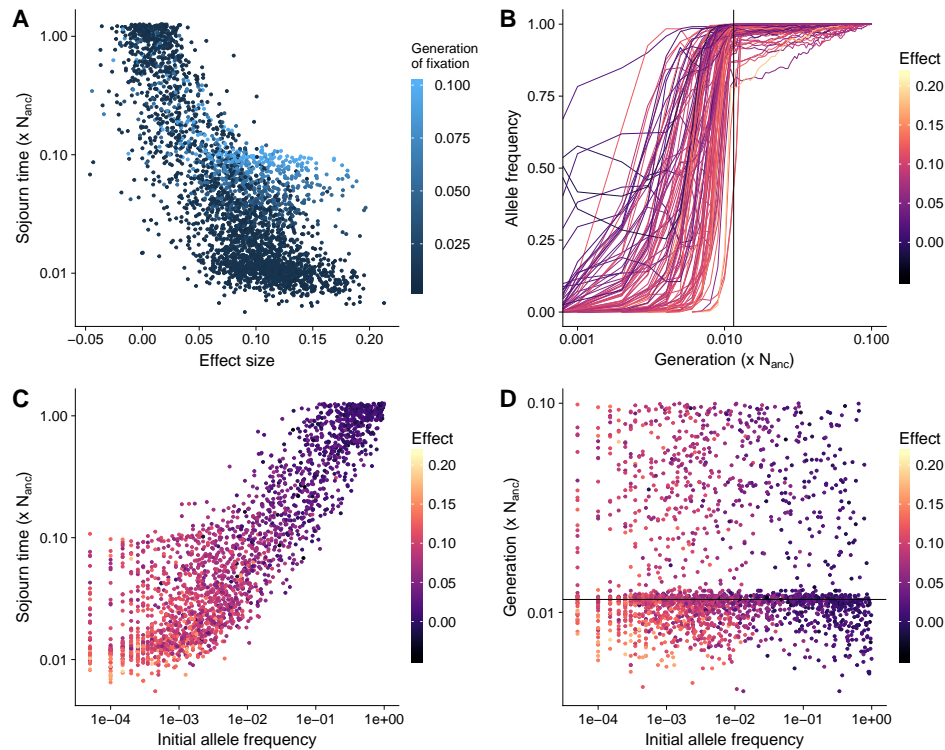 A
1.00
0.10
0.01
Sojourn time (x Nanc)
−0.05
0.00
0.05
0.10
0.15
0.20
Effect size
Generation
of fixation
0.100
0.075
0.050
0.025
B
1.00
0.75
0.50
0.25
0.00
Allele frequency
0.001
0.010
0.100
Generation (x Nanc)
Effect
0.20
0.15
0.10
0.05
0.00
C
1.00
0.10
0.01
Sojourn time (x Nanc)
1e−04
1e−03
1e−02
1e−01
1e+00
Initial allele frequency
Effect
0.20
0.15
0.10
0.05
0.00
D
0.10
0.01
Generation (x Nanc)
1e−04
1e−03
1e−02
1e−01
1e+00
Initial allele frequency
Effect
0.20
0.15
0.10
0.05
0.00